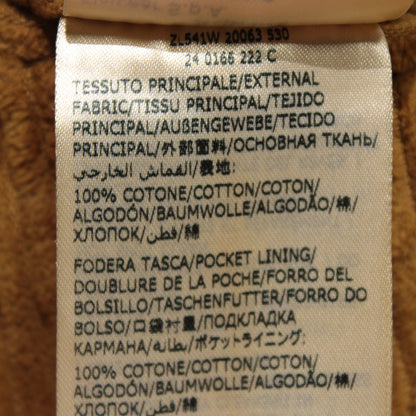 ZL541W 20063 530
24 0166 222 C
TESSUTO PRINCIPALE/EXTERNAL
FABRIC/TISSU PRINCIPAL/TEJIDO
PRINCIPAL/AUßENGEWEBE/TECIDO
PRINCIPAL/外部面料/ОСНОВНАЯ ТКАНЬ/
القماش الخارجي/表地:
100% COTONE/COTTON/COTON/
ALGODÓN/BAUMWOLLE/ALGODÃO/棉/
ХЛОПОК/قطن/綿
FODERA TASCA/POCKET LINING/
DOUBLURE DE LA POCHE/FORRO DEL
BOLSILLO/TASCHENFUTTER/FORRO DO
BOLSO/口袋衬里/ПОДКЛАДКА
КАРМАНА/بطانه/ポケットライニング:
100% COTONE/COTTON/COTON/
ALGODÓN/BAUMWOLLE/ALGODÃO/棉/
ХЛОПОК/قطن/綿